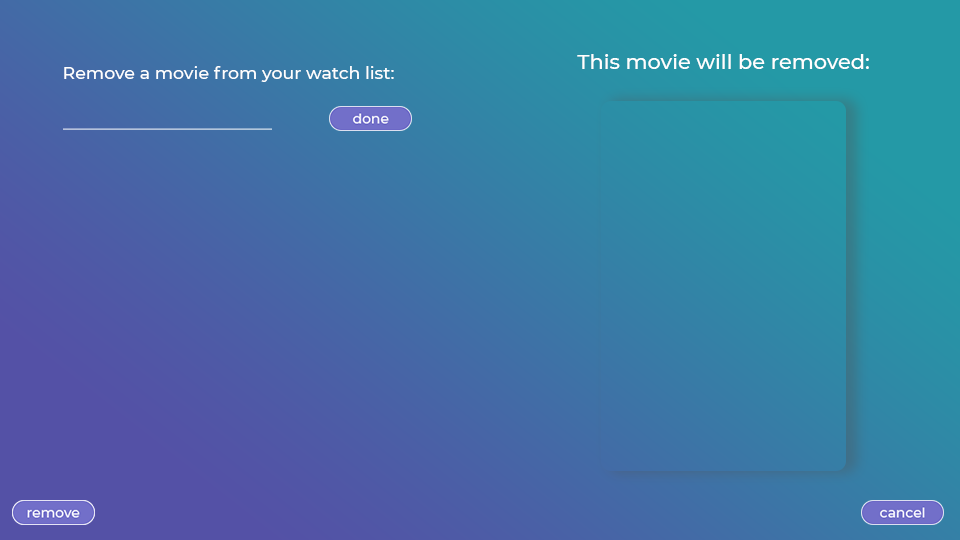 Remove a movie from your watch list:
done
This movie will be removed:
remove
cancel